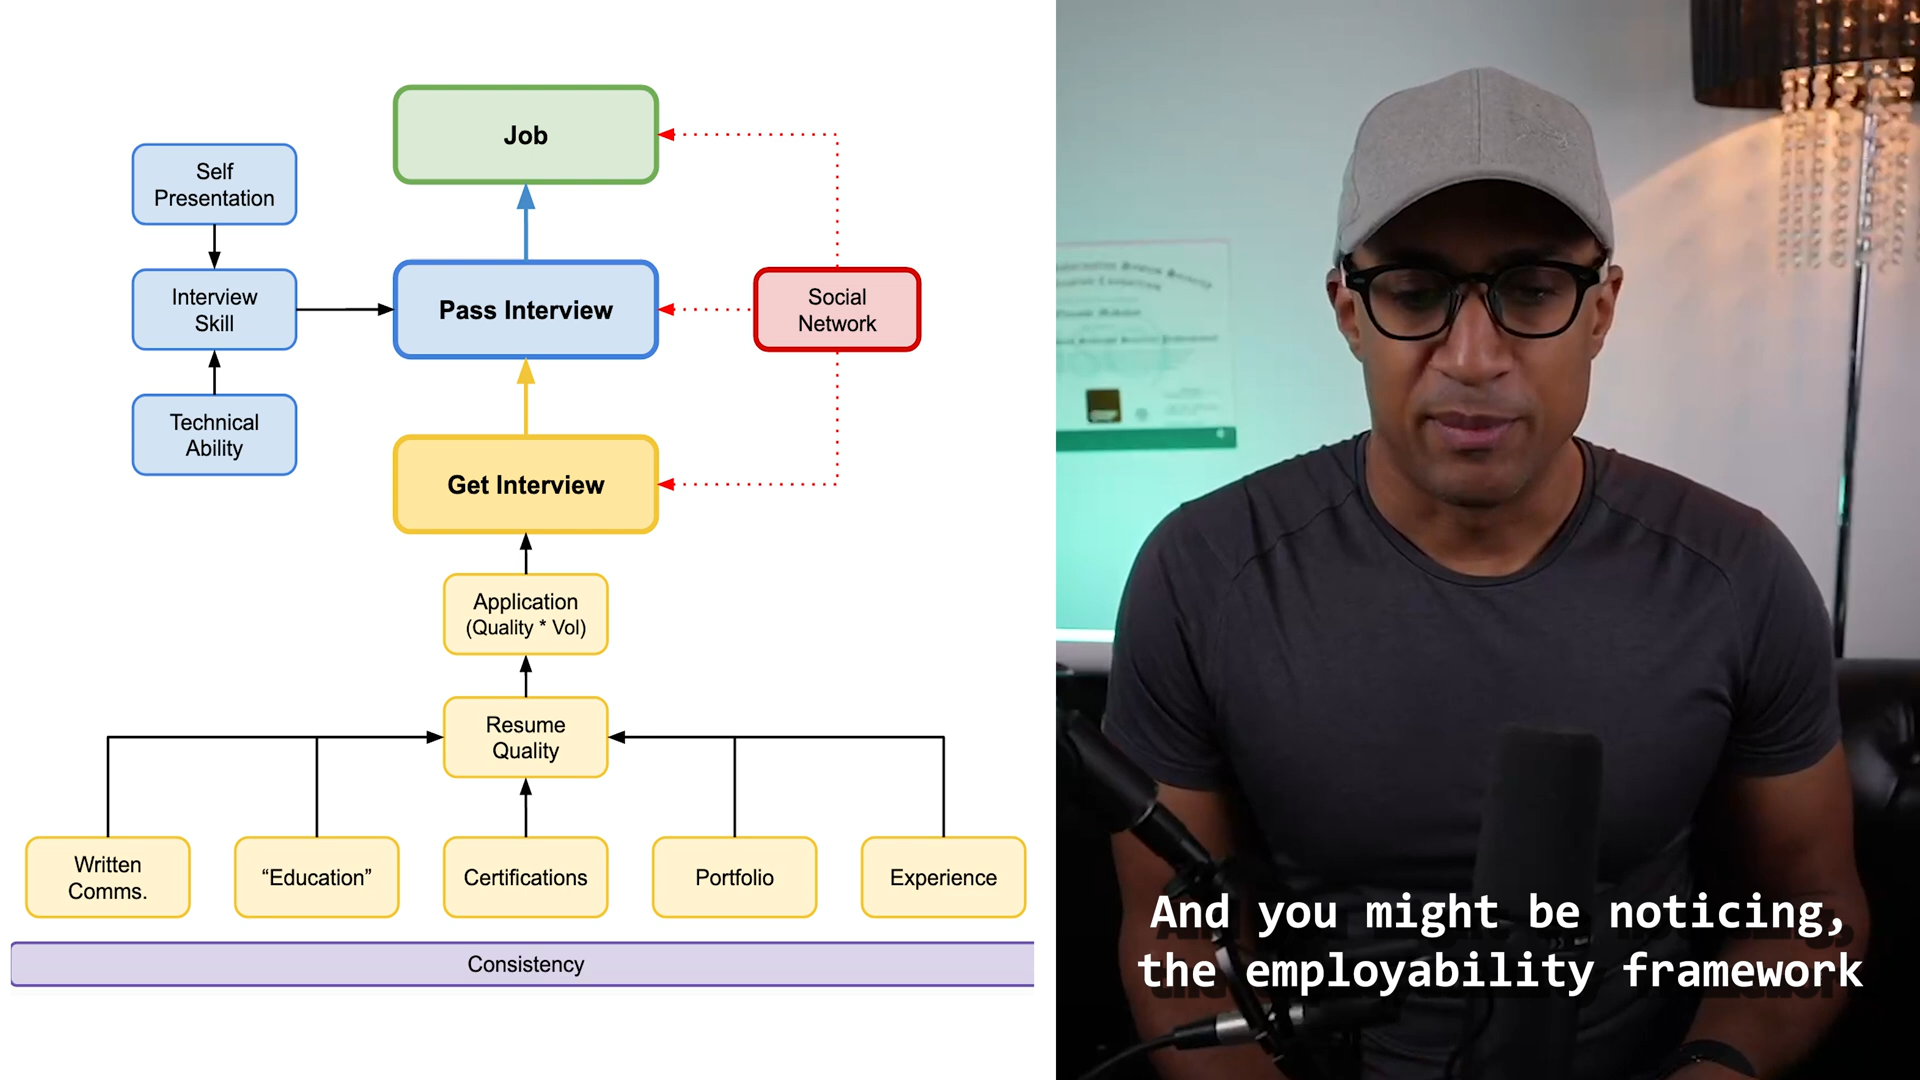 Job
Self
Presentation
Interview
Skill
Pass Interview
Social
Network
Technical
Ability
Get Interview
Application
(Quality * Vol)
Resume
Quality
Written
Comms.
“Education”
Certifications
Portfolio
Experience
Consistency
And you might be noticing,
the employability framework